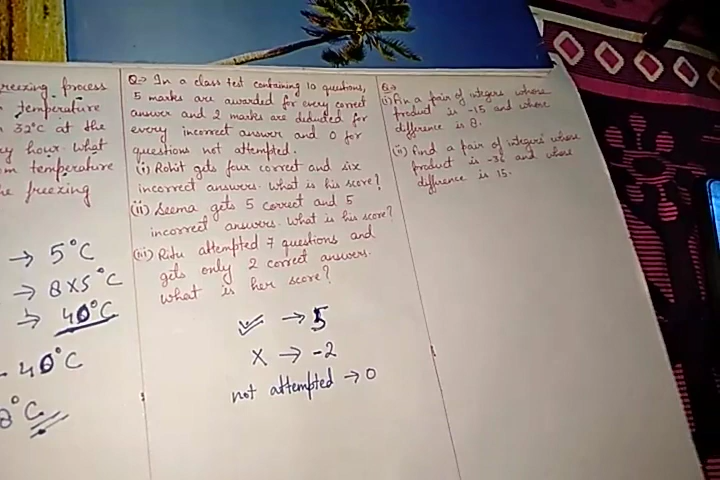 reezing process
temperature
32°C at the
hour. what
temperature
freezing
→ 5°C
→ 8x5°C
→ 40°C
- 40°C
8°C
Q→ In a class test containing 10 questions,
5 marks are awarded for every correct
answer and 2 marks are deducted for
every incorrect answer and 0 for
questions not attempted.
(i) Rohit gets four correct and six
incorrect answers. What is his score?
(ii) Seema gets 5 correct and 5
incorrect answers. What is his score?
(iii) Ritu attempted 7 questions and
gets only 2 correct answers.
What is her score?
✓ → 5
x → -2
not attempted → 0
Q→
(i) a pair of integers whose
product is -15 and whose
difference is 8.
(ii) Find a pair of integers whose
product is -36 and whose
difference is 15.